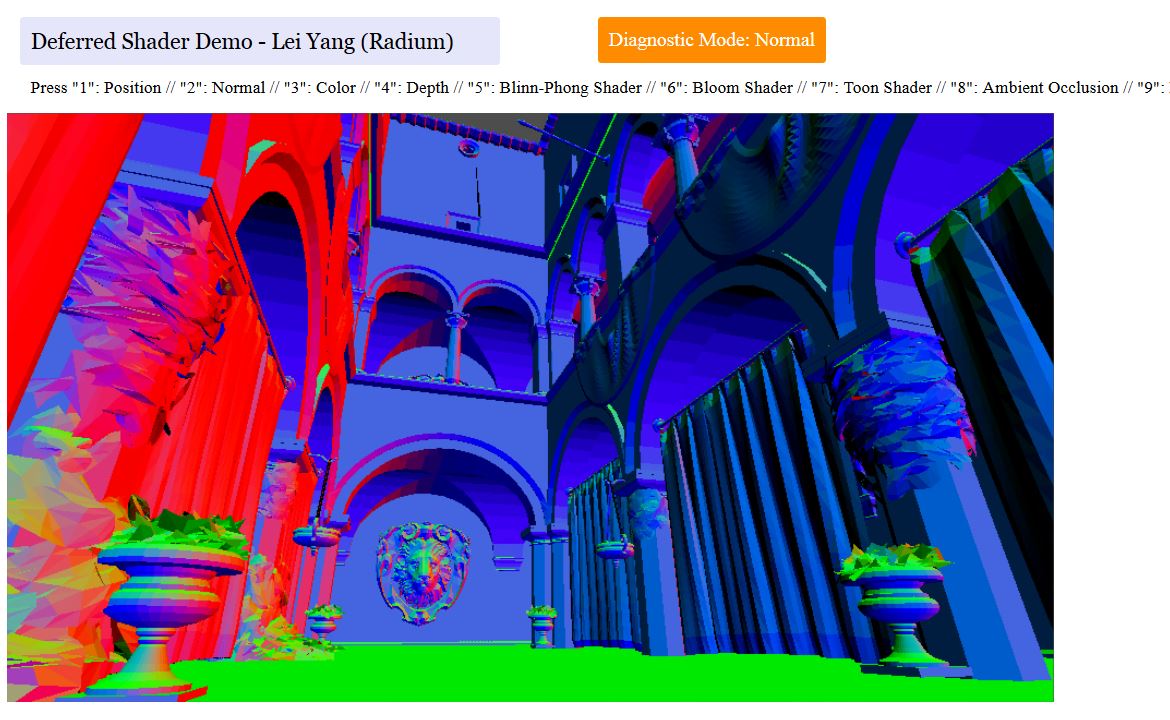 Deferred Shader Demo - Lei Yang (Radium)
Diagnostic Mode: Normal
Press "1": Position // "2": Normal // "3": Color // "4": Depth // "5": Blinn-Phong Shader // "6": Bloom Shader // "7": Toon Shader // "8": Ambient Occlusion // "9":